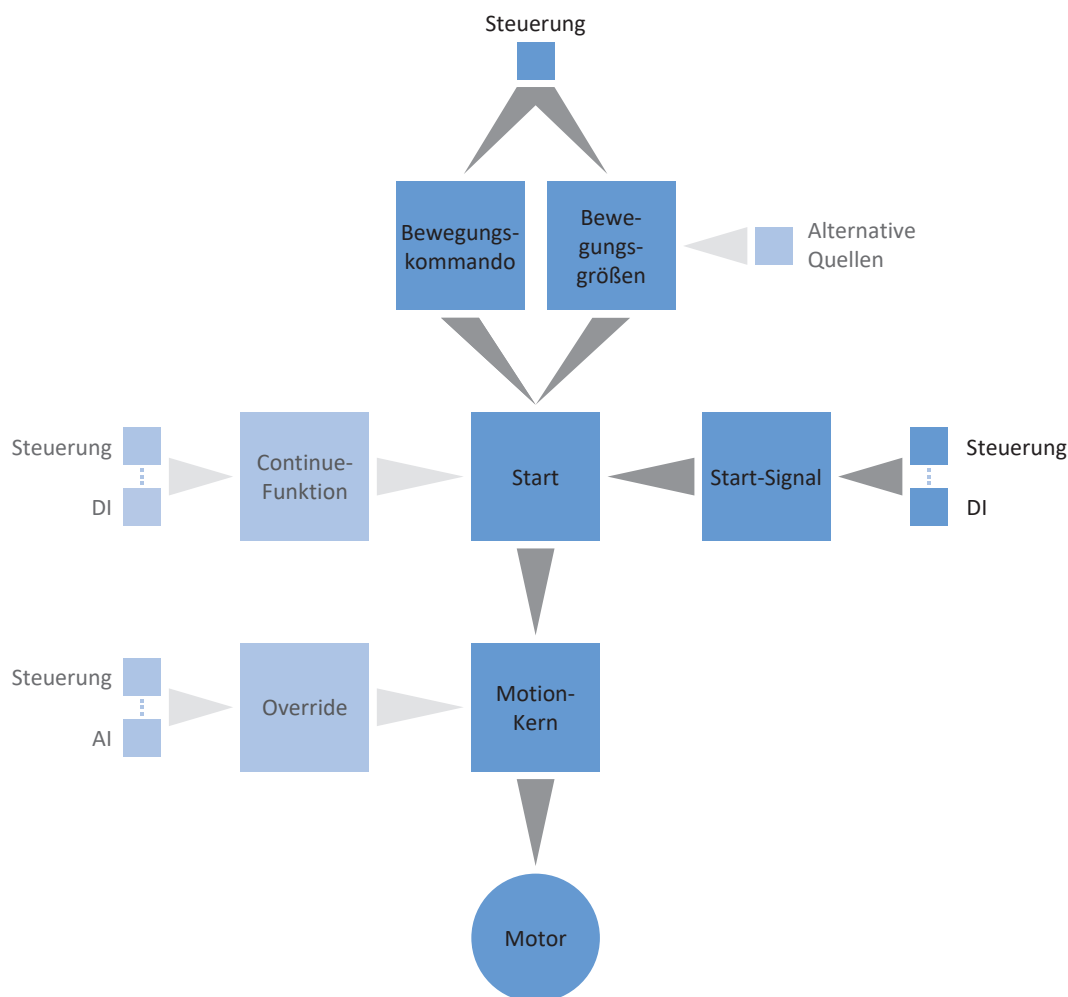 Steuerung
Bewegungs-
kommando
Bewe-
gungs-
größen
Alternative
Quellen
Steuerung
DI
Continue-
Funktion
Start
Start-Signal
Steuerung
DI
Steuerung
AI
Override
Motion-
Kern
Motor